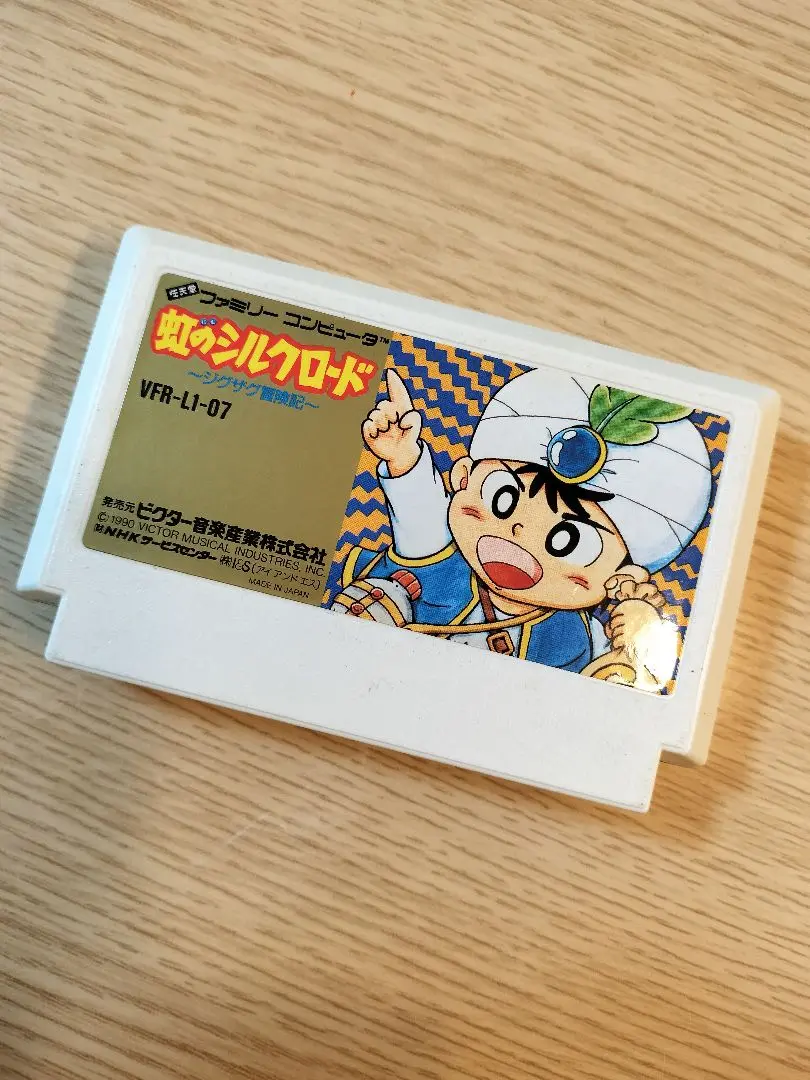 任天堂 ファミリー コンピュータ™
虹のシルクロード
〜ジグザグ冒険記〜
VFR-L1-07
発売元 ビクター音楽産業株式会社
©1990 VICTOR MUSICAL INDUSTRIES, INC.
(財)NHKサービスセンター (株)I&S(アイ アンド エス)
MADE IN JAPAN